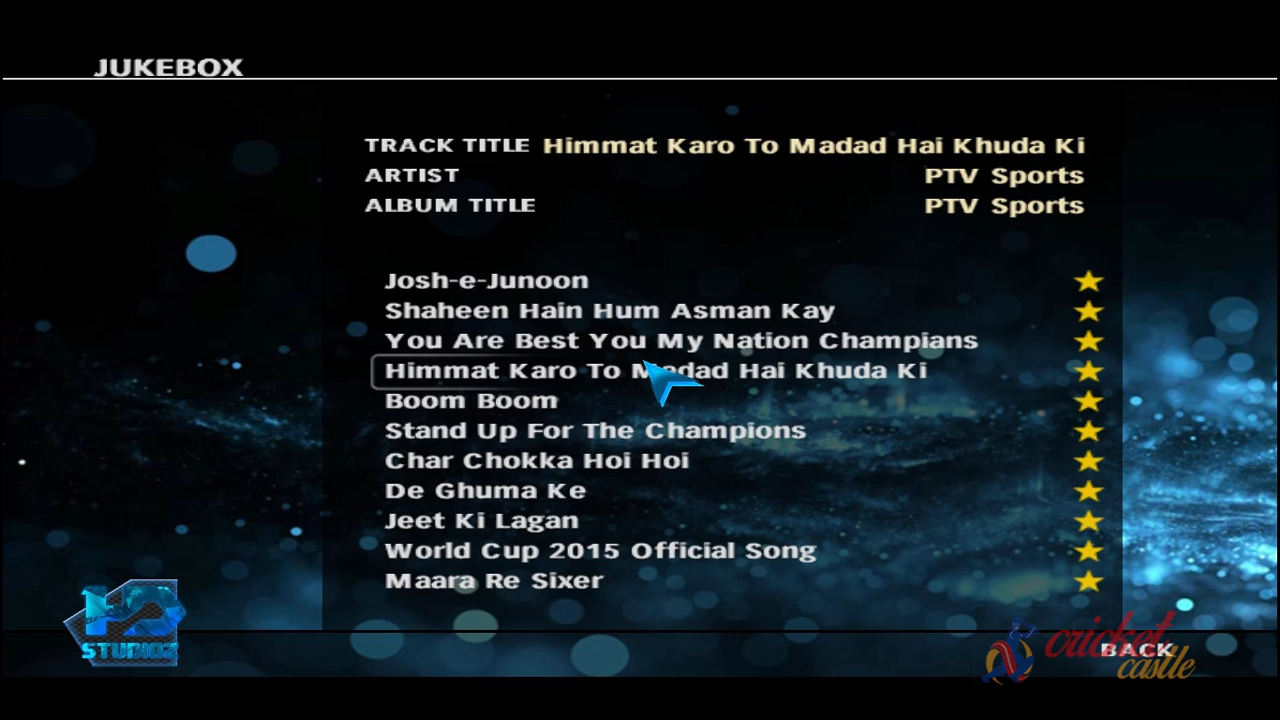 JUKEBOX
TRACK TITLE Himmat Karo To Madad Hai Khuda Ki
ARTIST PTV Sports
ALBUM TITLE PTV Sports
Josh-e-Junoon
Shaheen Hain Hum Asman Kay
You Are Best You My Nation Champians
Himmat Karo To Madad Hai Khuda Ki
Boom Boom
Stand Up For The Champions
Char Chokka Hoi Hoi
De Ghuma Ke
Jeet Ki Lagan
World Cup 2015 Official Song
Maara Re Sixer
STUDIOZ
BACK
cricket
castle